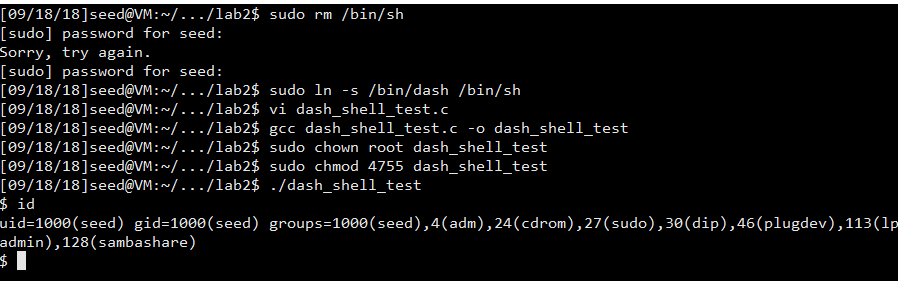 [09/18/18]seed@VM:~/.../lab2$ sudo rm /bin/sh
[sudo] password for seed:
Sorry, try again.
[sudo] password for seed:
[09/18/18]seed@VM:~/.../lab2$ sudo ln -s /bin/dash /bin/sh
[09/18/18]seed@VM:~/.../lab2$ vi dash_shell_test.c
[09/18/18]seed@VM:~/.../lab2$ gcc dash_shell_test.c -o dash_shell_test
[09/18/18]seed@VM:~/.../lab2$ sudo chown root dash_shell_test
[09/18/18]seed@VM:~/.../lab2$ sudo chmod 4755 dash_shell_test
[09/18/18]seed@VM:~/.../lab2$ ./dash_shell_test
$ id
uid=1000(seed) gid=1000(seed) groups=1000(seed),4(adm),24(cdrom),27(sudo),30(dip),46(plugdev),113(lp
admin),128(sambashare)
$